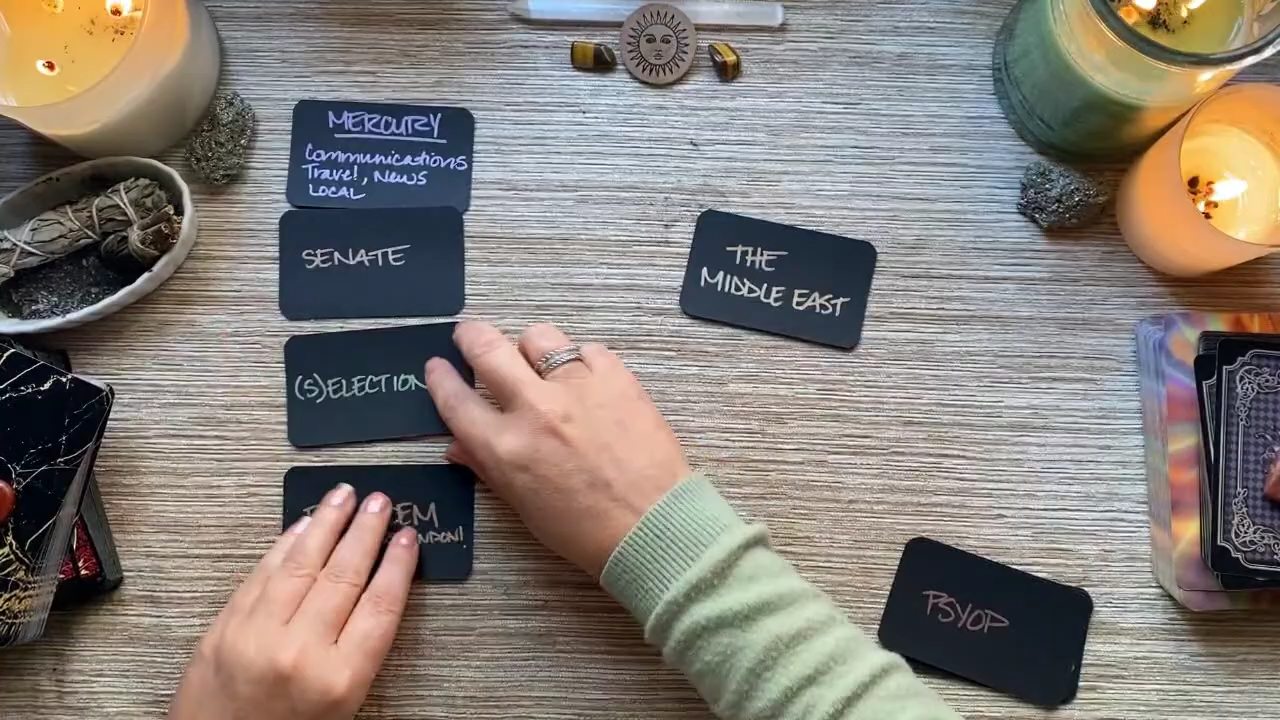 MERCURY
Communications
Travel, News
LOCAL
SENATE
THE
MIDDLE EAST
(S)ELECTION
PSYOP